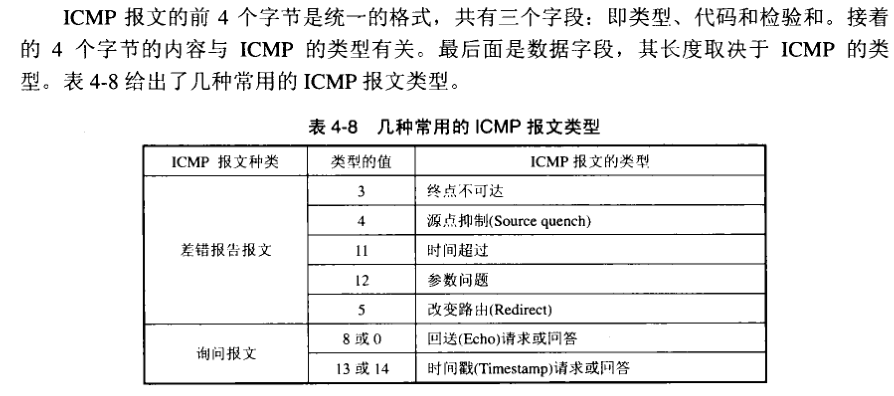 ICMP 报文的前 4 个字节是统一的格式，共有三个字段：即类型、代码和检验和。接着
的 4 个字节的内容与 ICMP 的类型有关。最后面是数据字段，其长度取决于 ICMP 的类
型。表 4-8 给出了几种常用的 ICMP 报文类型。
表 4-8 几种常用的 ICMP 报文类型
ICMP 报文种类 类型的值 ICMP 报文的类型
差错报告报文
3 终点不可达
4 源点抑制(Source quench)
11 时间超过
12 参数问题
5 改变路由(Redirect)
询问报文
8 或 0 回送(Echo)请求或回答
13 或 14 时间戳(Timestamp)请求或回答